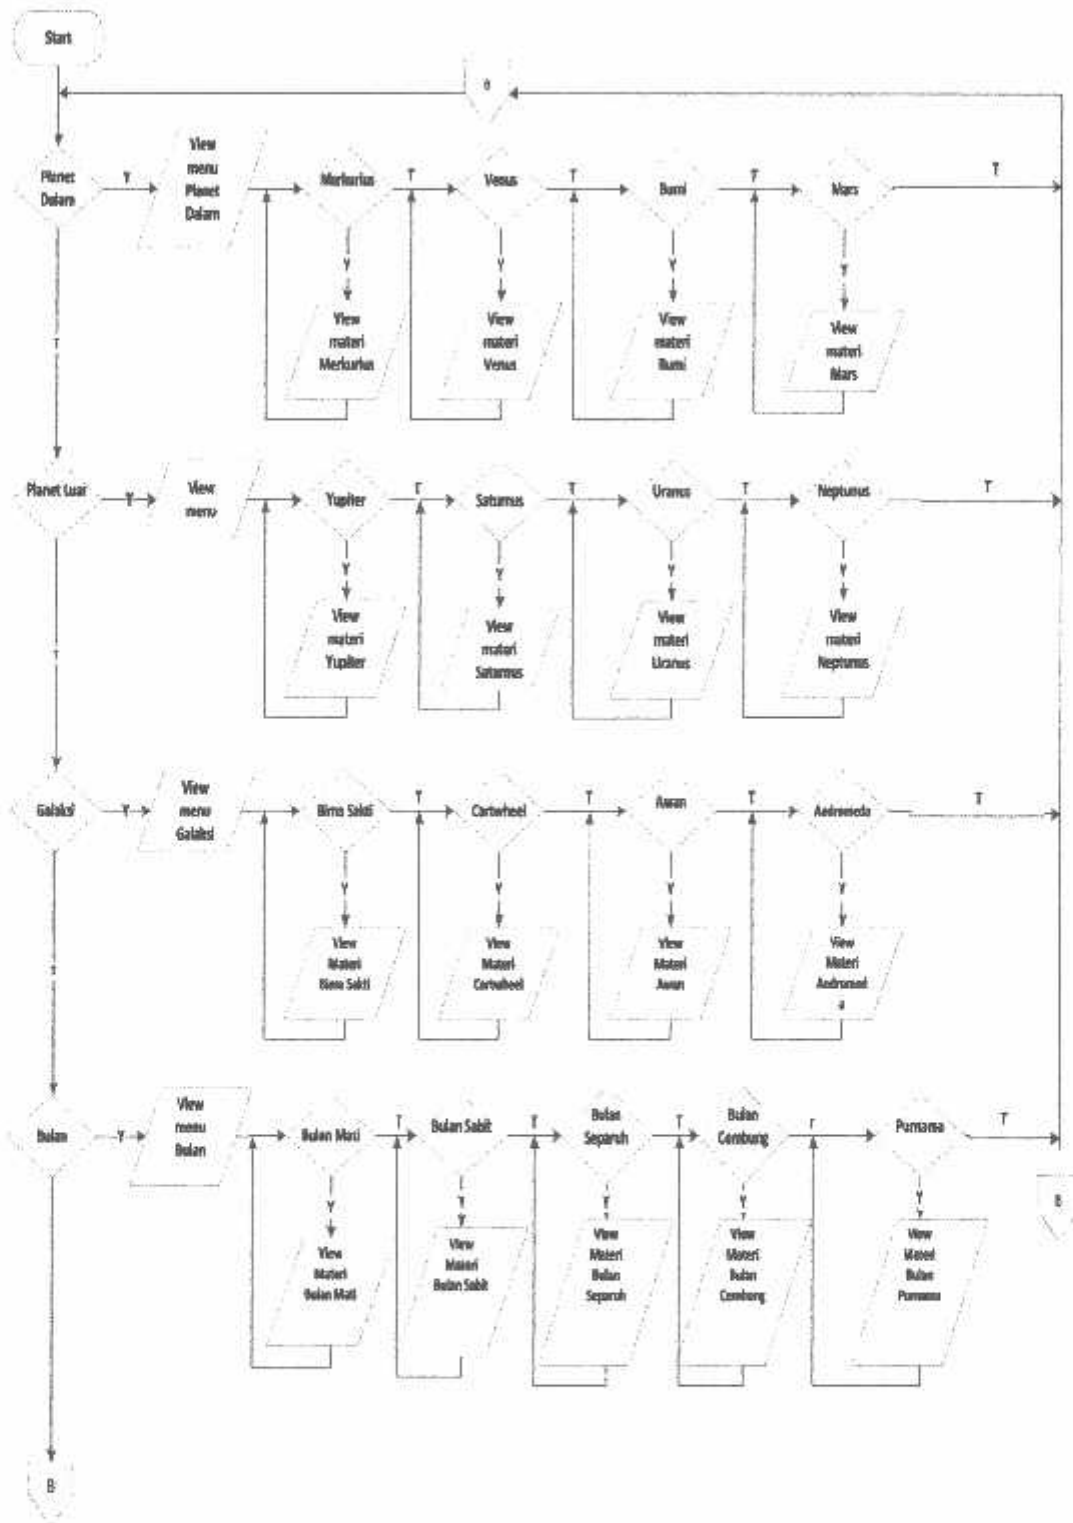 Start
Planet
Dalam
Y
View
menu
Planet
Dalam
Merkurius
T
Venus
T
Bumi
T
Mars
T
Y
Y
Y
Y
T
View
materi
Merkurius
View
materi
Venus
View
materi
Bumi
View
materi
Mars
Planet Luar
Y
View
menu
Yupiter
T
Saturnus
T
Uranus
T
Neptunus
T
Y
Y
Y
Y
T
View
materi
Yupiter
View
materi
Saturnus
View
materi
Uranus
View
materi
Neptunus
Galaksi
Y
View
menu
Galaksi
Bima Sakti
T
Cartwheel
T
Awan
T
Andromeda
T
Y
Y
Y
Y
T
View
Materi
Bima Sakti
View
Materi
Cartwheel
View
Materi
Awan
View
Materi
Andromed
a
Bulan
Y
View
menu
Bulan
Bulan Mati
T
Bulan Sabit
Bulan
Separuh
T
Bulan
Cembung
T
Purnama
T
B
Y
Y
Y
Y
Y
View
Materi
Bulan Mati
View
Materi
Bulan Sabit
View
Materi
Bulan
Separuh
View
Materi
Bulan
Cembung
View
Materi
Bulan
Purnama
B